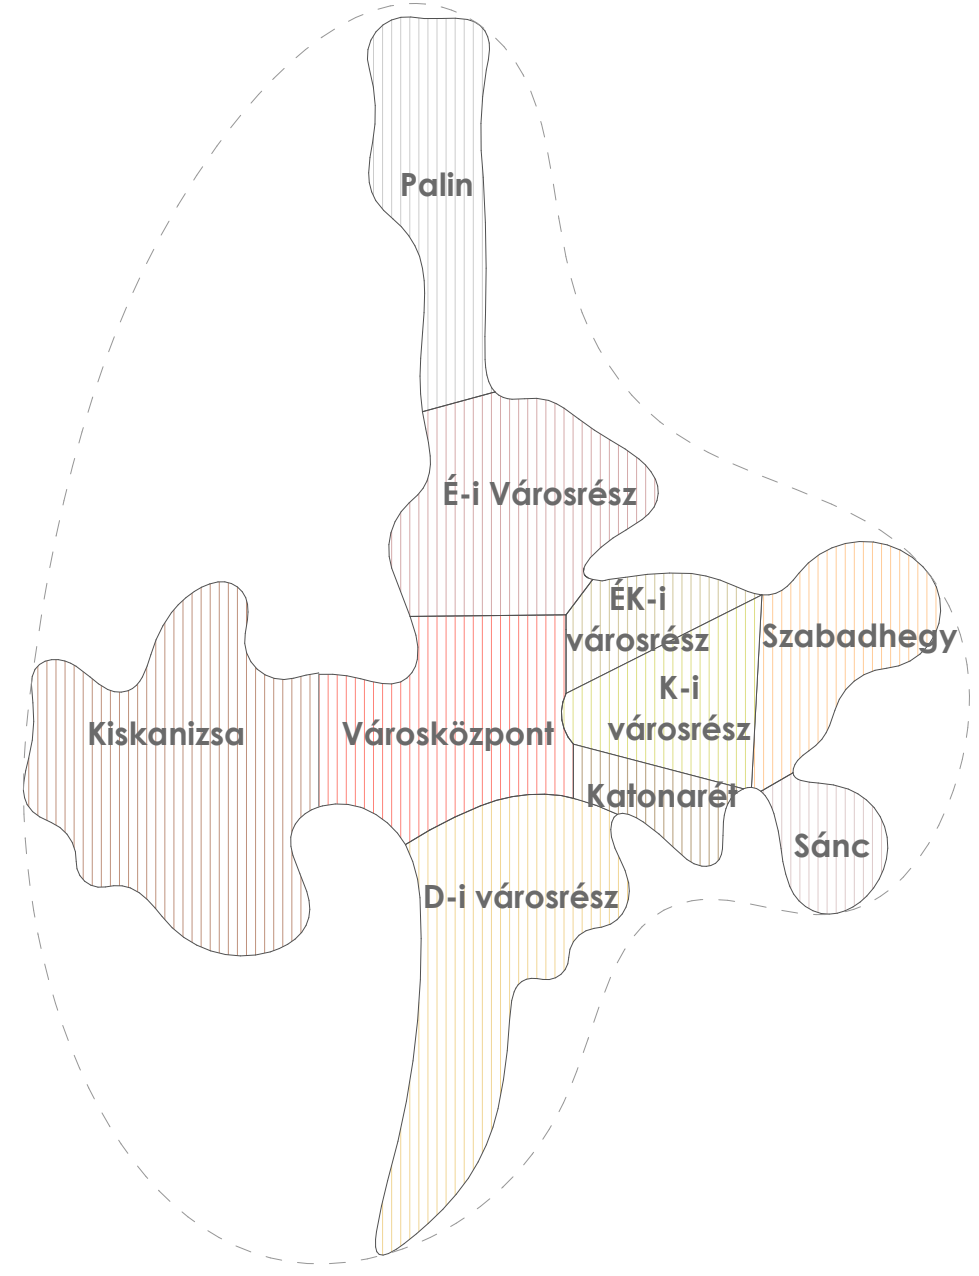 Palin
É-i Városrész
ÉK-i
városrész
Szabadhegy
K-i
városrész
Kiskanizsa
Városközpont
Katonarét
Sánc
D-i városrész